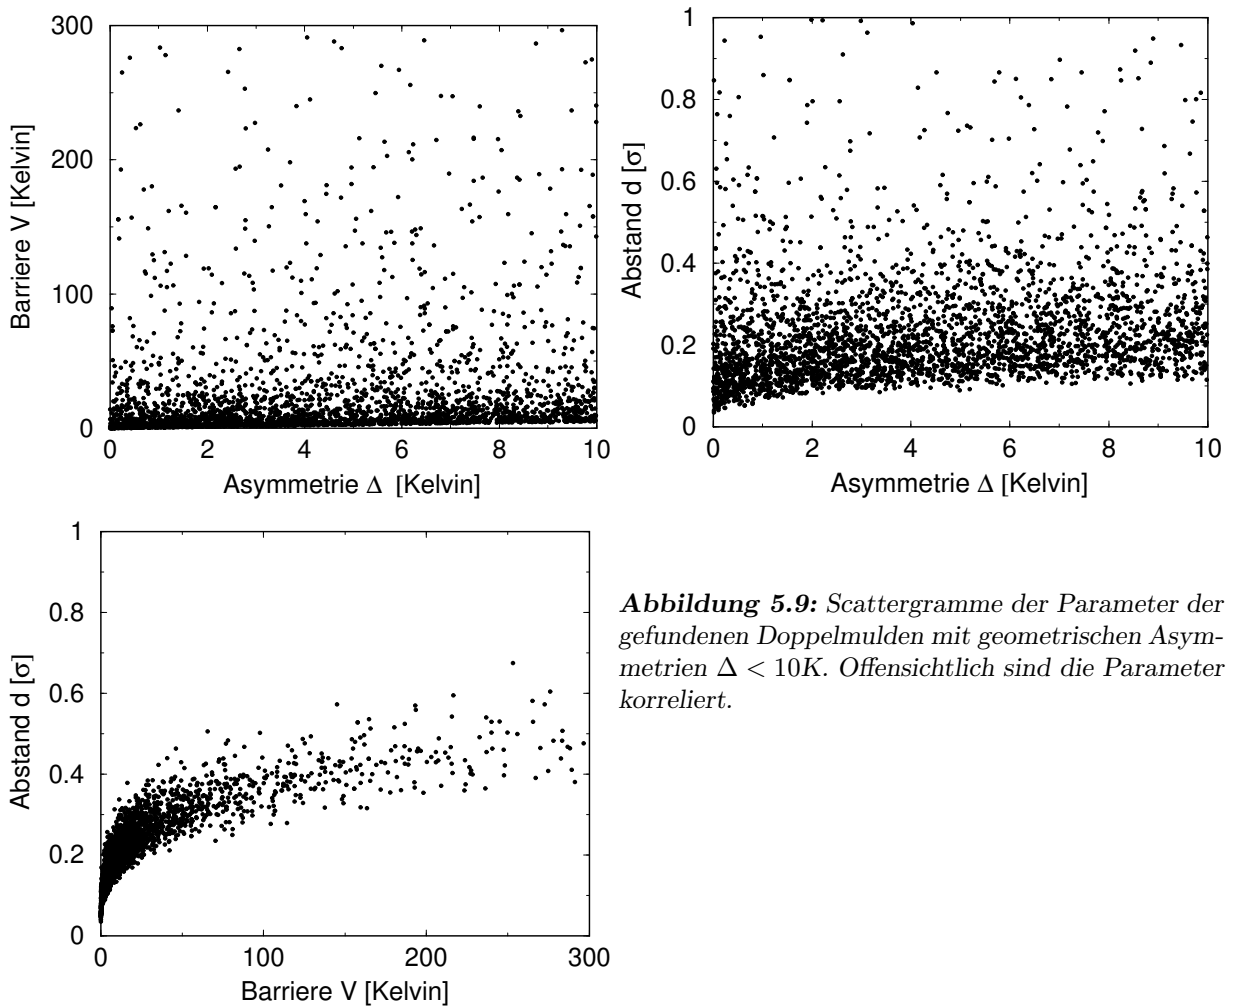 300
200
100
0
Barriere V [Kelvin]
0 2 4 6 8 10
Asymmetrie Δ [Kelvin]
1
0.8
0.6
0.4
0.2
0
Abstand d [σ]
0 2 4 6 8 10
Asymmetrie Δ [Kelvin]
1
0.8
0.6
0.4
0.2
0
Abstand d [σ]
0 100 200 300
Barriere V [Kelvin]
Abbildung 5.9: Scattergramme der Parameter der
gefundenen Doppelmulden mit geometrischen Asym-
metrien Δ < 10K. Offensichtlich sind die Parameter
korreliert.